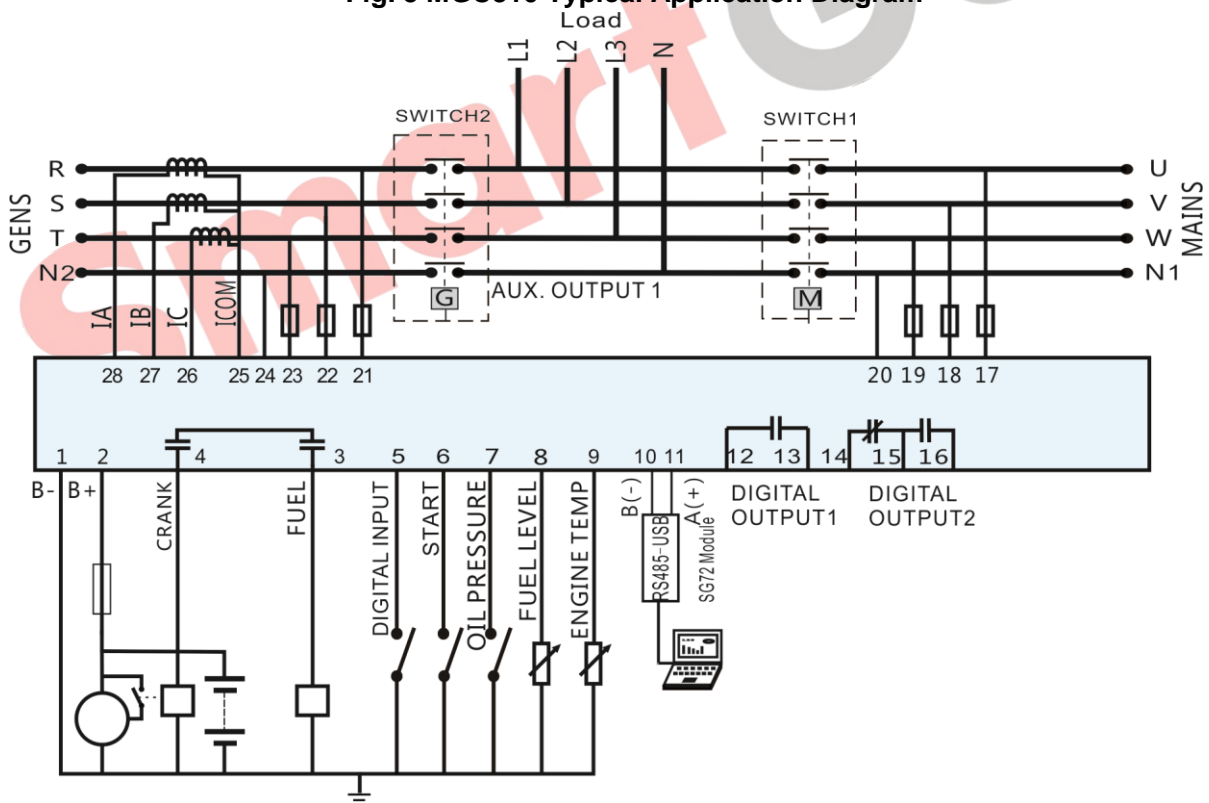 Load
L1
L2
L3
N
SWITCH2
SWITCH1
GENS
R
S
T
N2
U
V
W
N1
MAINS
G
AUX. OUTPUT 1
M
IA
IB
IC
ICOM
28 27 26 25 24 23 22 21
20 19 18 17
1 2 4 3 5 6 7 8 9 10 11 12 13 14 15 16
B-
B+
CRANK
FUEL
DIGITAL INPUT
START
OIL PRESSURE
FUEL LEVEL
ENGINE TEMP
B(-)
A(+)
RS485-USB
SG72 Module
DIGITAL
OUTPUT1
DIGITAL
OUTPUT2
Smart